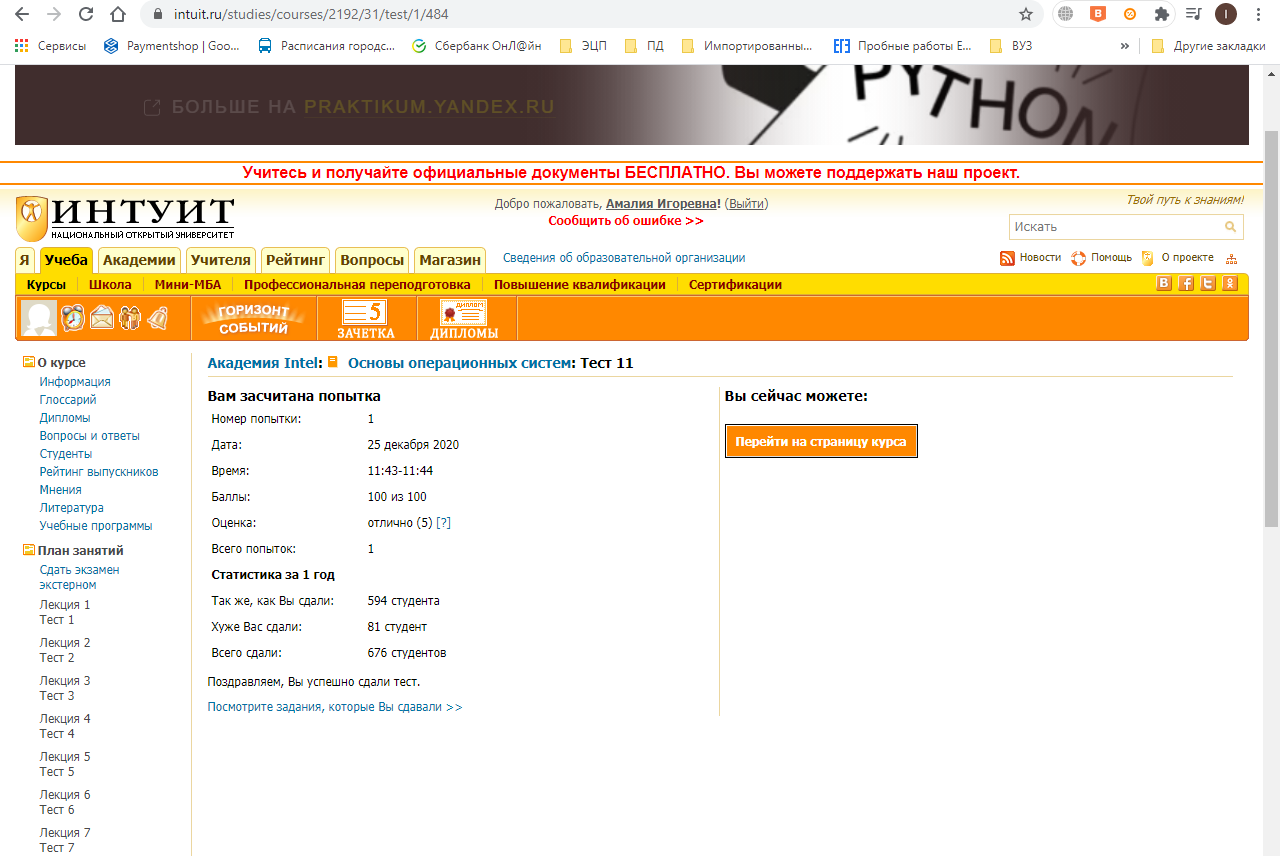 intuit.ru/studies/courses/2192/31/test/1/484
I
Сервисы
Paymentshop | Goo...
Расписания городс...
Сбербанк ОнЛ@йн
ЭЦП
ПД
Импортированны...
Пробные работы Е...
ВУЗ
»
Другие закладки
БОЛЬШЕ НА PRAKTIKUM.YANDEX.RU
PYTHON
Учитесь и получайте официальные документы БЕСПЛАТНО. Вы можете поддержать наш проект.
ИНТУИТ
НАЦИОНАЛЬНЫЙ ОТКРЫТЫЙ УНИВЕРСИТЕТ
Добро пожаловать, Амалия Игоревна! (Выйти)
Сообщить об ошибке >>
Твой путь к знаниям!
Искать
Я
Учеба
Академии
Учителя
Рейтинг
Вопросы
Магазин
Сведения об образовательной организации
Новости
Помощь
О проекте
Курсы
Школа
Мини-МБА
Профессиональная переподготовка
Повышение квалификации
Сертификации
ГОРИЗОНТ
СОБЫТИЙ
5
ЗАЧЕТКА
ДИПЛОМ
ДИПЛОМЫ
О курсе
Информация
Глоссарий
Дипломы
Вопросы и ответы
Студенты
Рейтинг выпускников
Мнения
Литература
Учебные программы
План занятий
Сдать экзамен
экстерном
Лекция 1
Тест 1
Лекция 2
Тест 2
Лекция 3
Тест 3
Лекция 4
Тест 4
Лекция 5
Тест 5
Лекция 6
Тест 6
Лекция 7
Тест 7
Академия Intel: Основы операционных систем: Тест 11
Вам засчитана попытка
Номер попытки: 1
Дата: 25 декабря 2020
Время: 11:43-11:44
Баллы: 100 из 100
Оценка: отлично (5) [?]
Всего попыток: 1
Статистика за 1 год
Так же, как Вы сдали: 594 студента
Хуже Вас сдали: 81 студент
Всего сдали: 676 студентов
Поздравляем, Вы успешно сдали тест.
Посмотрите задания, которые Вы сдавали >>
Вы сейчас можете:
Перейти на страницу курса